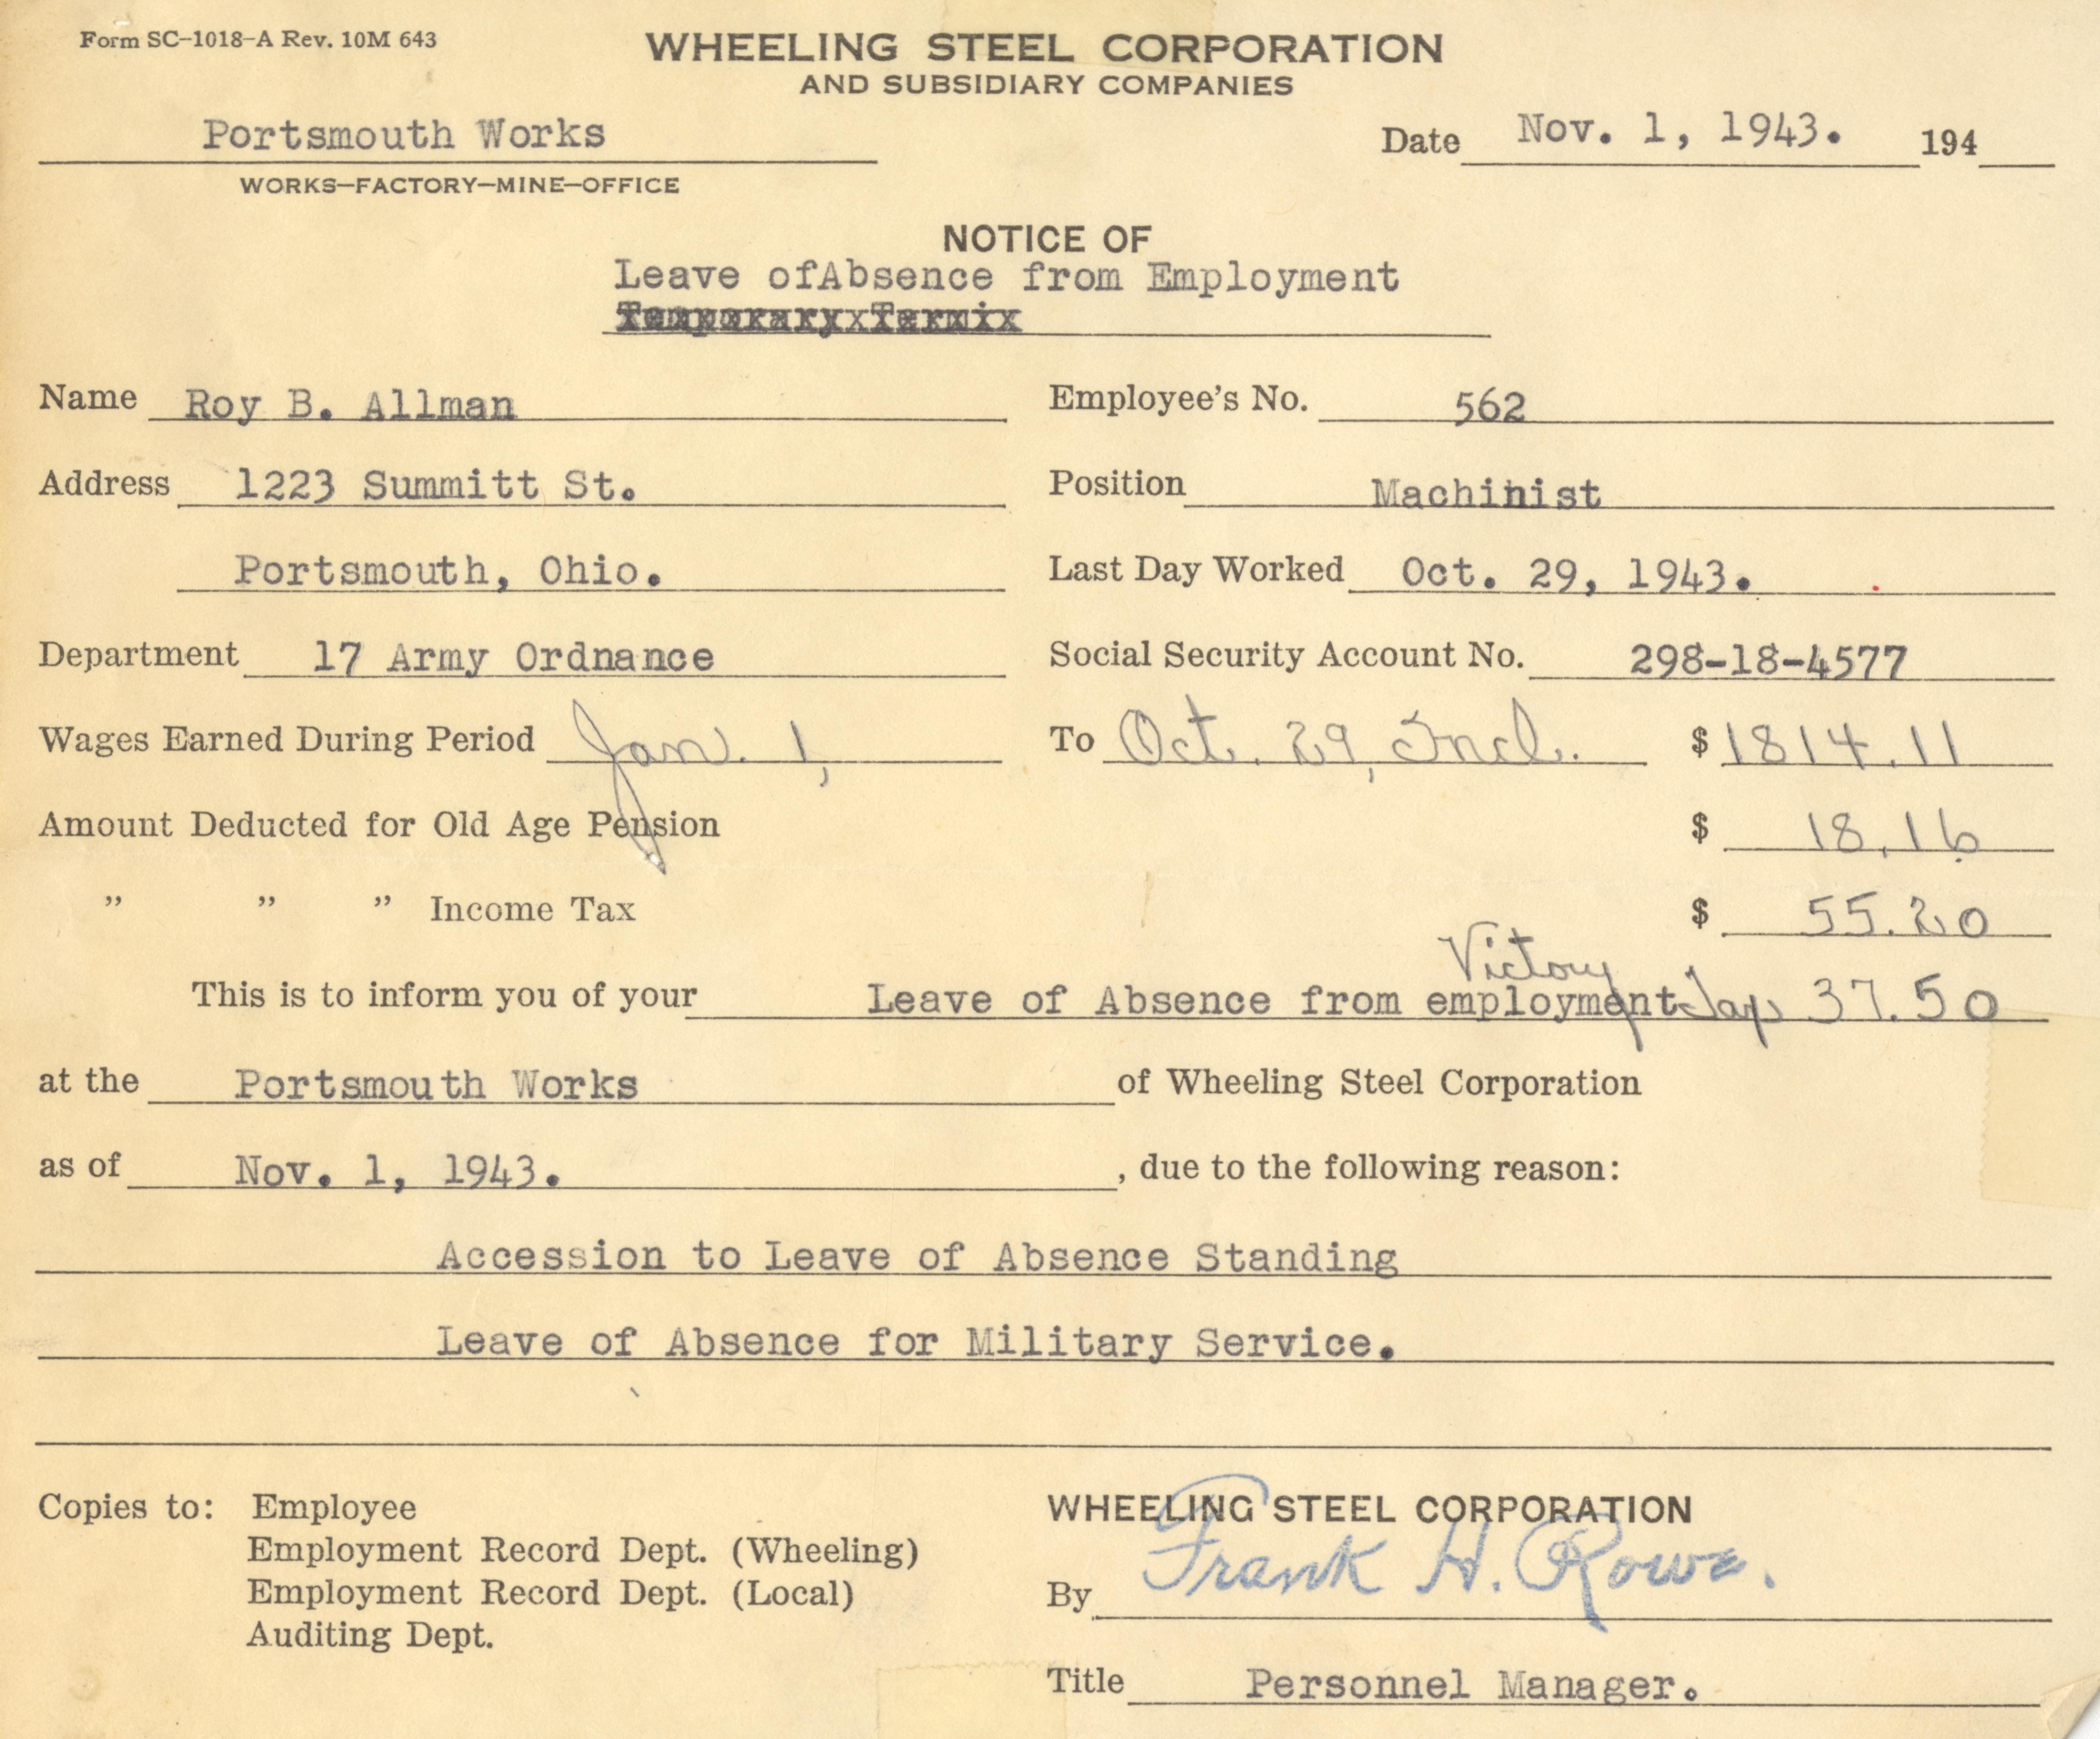 Form SC-1018-A Rev. 10M 643
WHEELING STEEL CORPORATION
AND SUBSIDIARY COMPANIES
Portsmouth Works
Date Nov. 1, 1943. 194
WORKS—FACTORY—MINE—OFFICE
NOTICE OF
Leave ofAbsence from Employment
Name Roy B. Allman Employee's No. 562
Address 1223 Summitt St. Position Machinist
Portsmouth, Ohio. Last Day Worked Oct. 29, 1943.
Department 17 Army Ordnance Social Security Account No. 298-18-4577
Wages Earned During Period Jan. 1, To Oct. 29, Incl. $ 1814.11
Amount Deducted for Old Age Pension $ 18.16
" " " Income Tax $ 55.20
Victory
This is to inform you of your Leave of Absence from employment Tax 37.50
at the Portsmouth Works of Wheeling Steel Corporation
as of Nov. 1, 1943. , due to the following reason:
Accession to Leave of Absence Standing
Leave of Absence for Military Service.
Copies to: Employee
Employment Record Dept. (Wheeling)
Employment Record Dept. (Local)
Auditing Dept.
WHEELING STEEL CORPORATION
By Frank H. Rowe.
Title Personnel Manager.